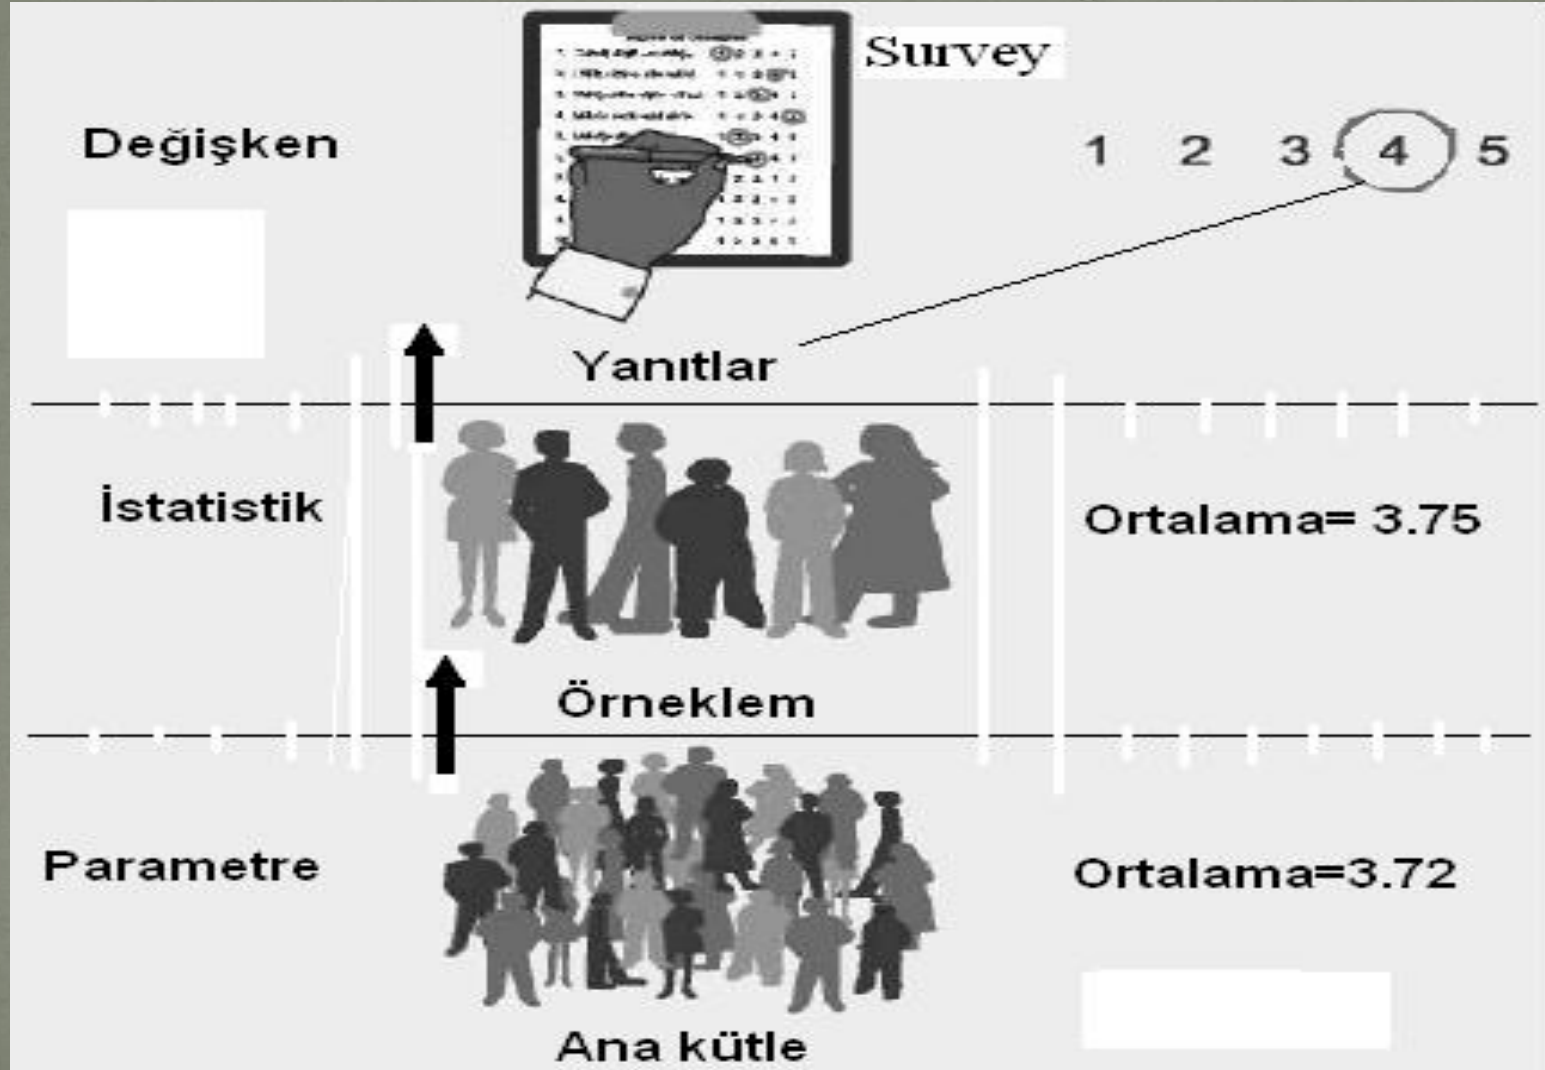 Survey
Değişken
1 2 3 4 5
Yanıtlar
İstatistik
Ortalama= 3.75
Örneklem
Parametre
Ortalama=3.72
Ana kütle